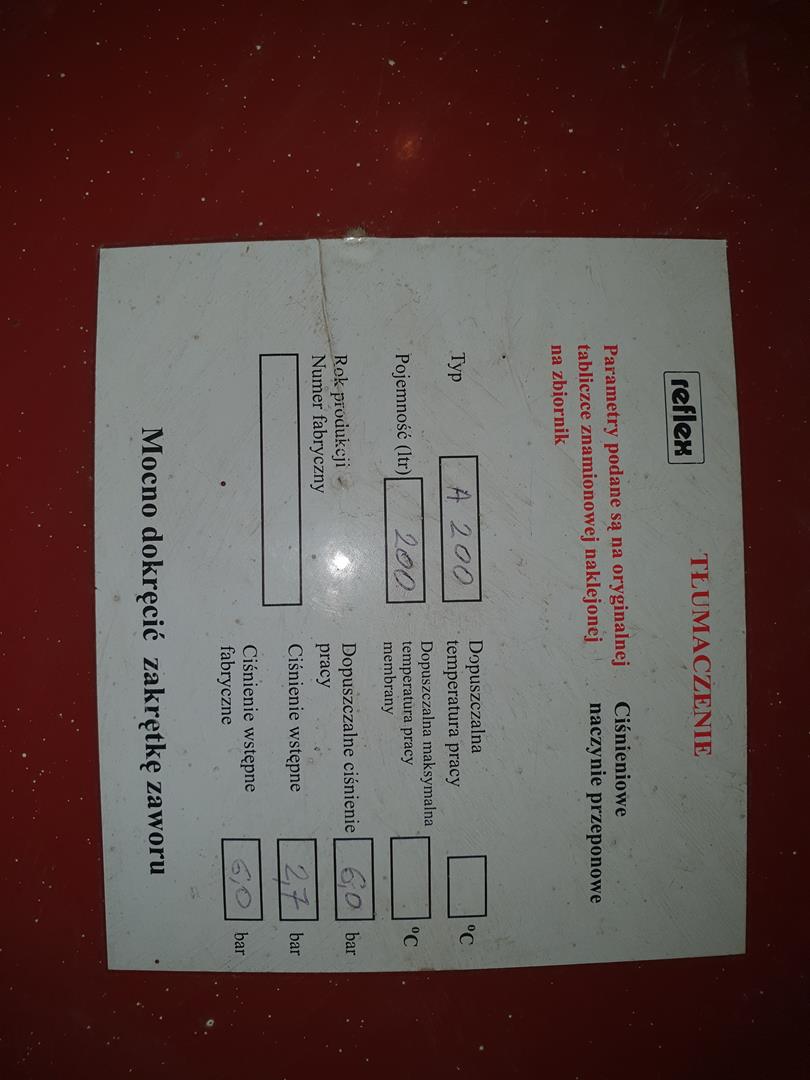 TŁUMACZENIE
reflex
Parametry podane są na oryginalnej
tabliczce znamionowej naklejonej
na zbiornik
Ciśnieniowe
naczynie przeponowe
Typ
A 200
Pojemność (ltr)
200
Rok produkcji
Numer fabryczny
Dopuszczalna
temperatura pracy
°C
Dopuszczalna maksymalna
temperatura pracy
membrany
°C
Dopuszczalne ciśnienie
pracy
6,0 bar
Ciśnienie wstępne
2,7 bar
Ciśnienie wstępne
fabryczne
bar
Mocno dokręcić zakrętkę zaworu